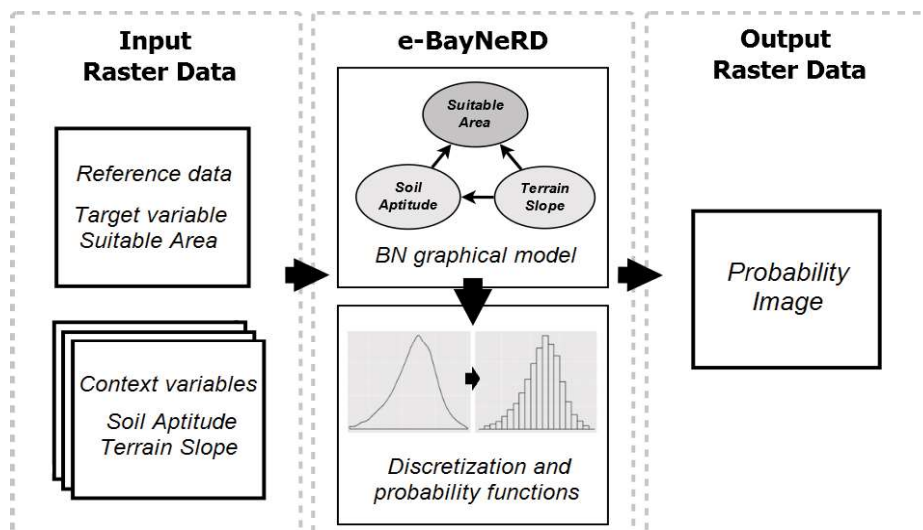 Input
Raster Data
Reference data
Target variable
Suitable Area
Context variables
Soil Aptitude
Terrain Slope
e-BayNeRD
Suitable
Area
Soil
Aptitude
Terrain
Slope
BN graphical model
Discretization and
probability functions
Output
Raster Data
Probability
Image